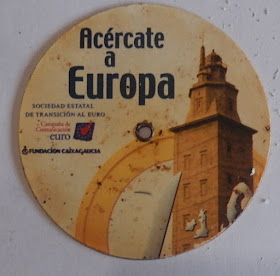 Acércate
a
Europa
SOCIEDAD ESTATAL
DE TRANSICIÓN AL EURO
Campaña de
Comunicación
euro
FUNDACIÓN CAIXAGALICIA